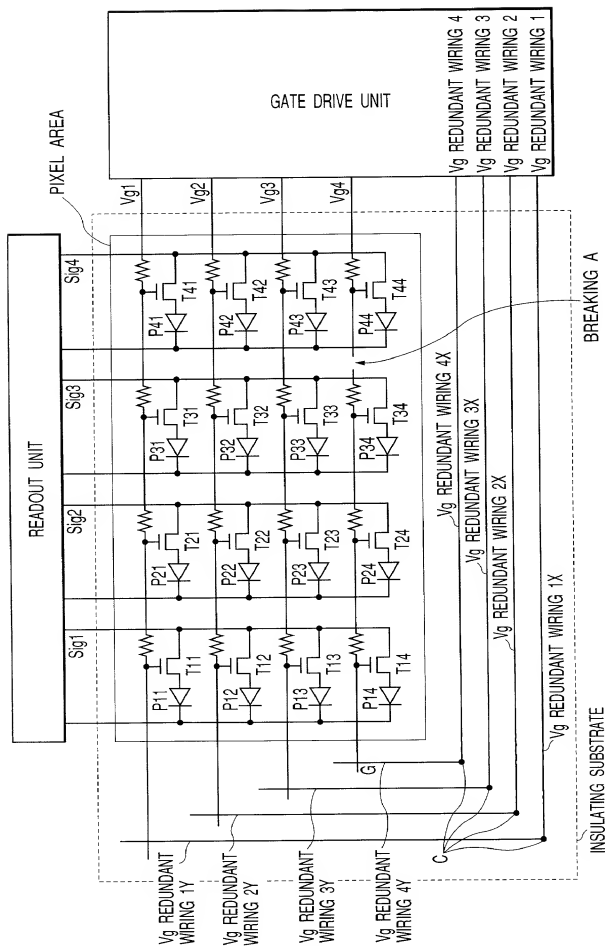 READOUT UNIT
PIXEL AREA
GATE DRIVE UNIT
Sig1
Sig2
Sig3
Sig4
Vg1
Vg2
Vg3
Vg4
P11
T11
P21
T21
P31
T31
P41
T41
P12
T12
P22
T22
P32
T32
P42
T42
P13
T13
P23
T23
P33
T33
P43
T43
P14
T14
P24
T24
P34
T34
P44
T44
G
C
Vg REDUNDANT WIRING 4
Vg REDUNDANT WIRING 3
Vg REDUNDANT WIRING 2
Vg REDUNDANT WIRING 1
Vg REDUNDANT WIRING 4X
Vg REDUNDANT WIRING 3X
Vg REDUNDANT WIRING 2X
Vg REDUNDANT WIRING 1X
Vg REDUNDANT
WIRING 1Y
Vg REDUNDANT
WIRING 2Y
Vg REDUNDANT
WIRING 3Y
Vg REDUNDANT
WIRING 4Y
BREAKING A
INSULATING SUBSTRATE